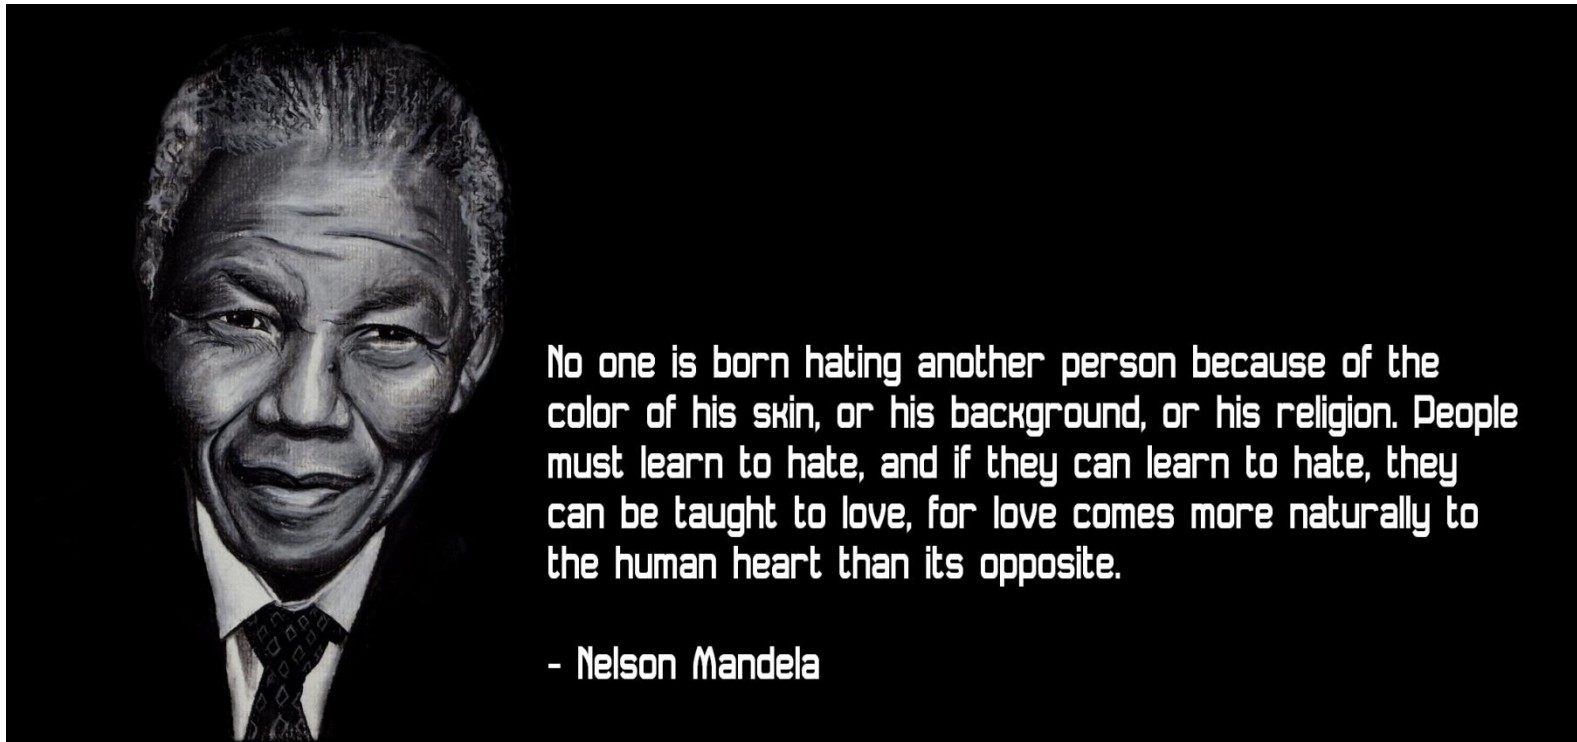 No one is born hating another person because of the
color of his skin, or his background, or his religion. People
must learn to hate, and if they can learn to hate, they
can be taught to love, for love comes more naturally to
the human heart than its opposite.
- Nelson Mandela